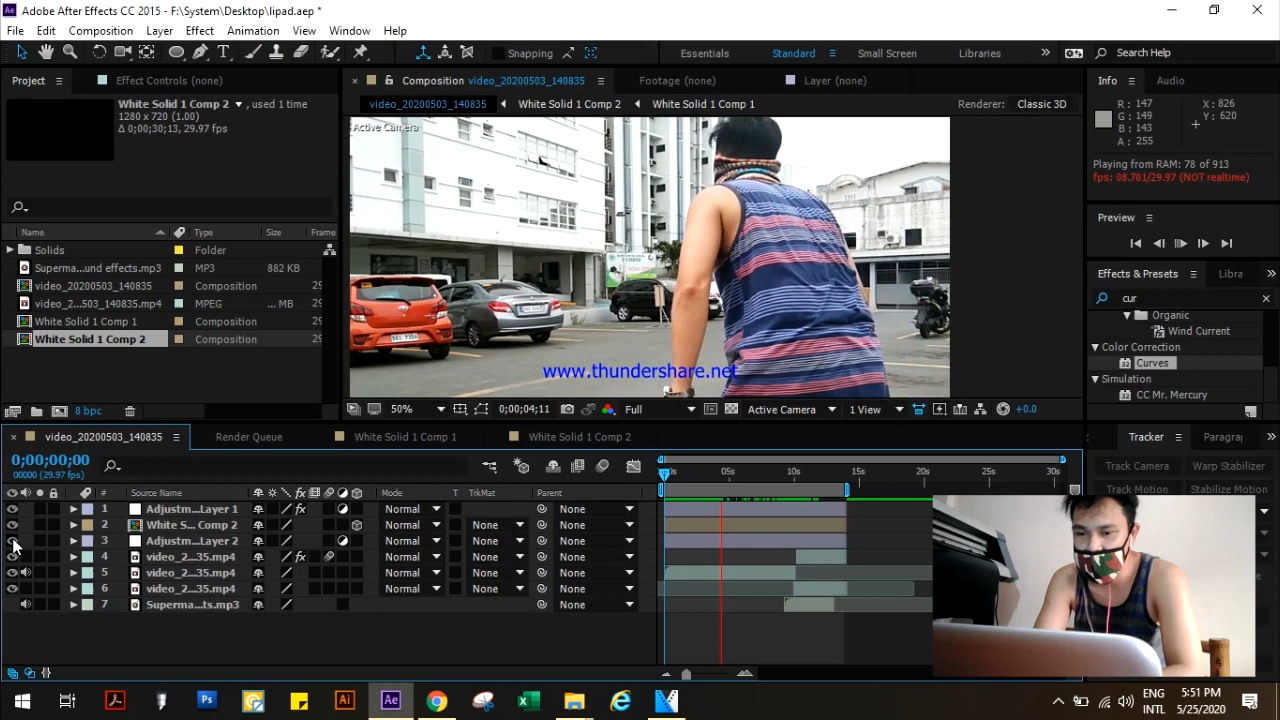 Adobe After Effects CC 2015 - F:\System\Desktop\lipad.aep *
File Edit Composition Layer Effect Animation View Window Help
Snapping Essentials Standard Small Screen Libraries Search Help
Project Effect Controls (none)
White Solid 1 Comp 2 , used 1 time
1280 x 720 (1.00)
Δ 0;00;30;13, 29.97 fps
Name Type Size Frame
Solids Folder
Superma...und effects.mp3 MP3 882 KB
video_20200503_140835 Composition 29
video_2...503_140835.mp4 MPEG ... MB 29
White Solid 1 Comp 1 Composition 29
White Solid 1 Comp 2 Composition 29
8 bpc
Composition video_20200503_140835 Footage (none) Layer (none)
video_20200503_140835 White Solid 1 Comp 2 White Solid 1 Comp 1 Renderer: Classic 3D
Active Camera
www.thundershare.net
50% 0;00;04;11 Full Active Camera 1 View +0.0
Info Audio
R : 147 X : 826
G : 149 Y : 620
B : 143
A : 255
Playing from RAM: 78 of 913
fps: 08.701/29.97 (NOT realtime)
Preview
Effects & Presets Libra
cur
Organic
Wind Current
Color Correction
Curves
Simulation
CC Mr. Mercury
Tracker Paragraj
Track Camera Warp Stabilizer
Track Motion Stabilize Motion
video_20200503_140835 Render Queue White Solid 1 Comp 1 White Solid 1 Comp 2
0;00;00;00
00000 (29.97 fps)
# Source Name Mode T TrkMat Parent
05s 10s 15s 20s 25s 30s
1 Adjustm...Layer 1 Normal None
2 White S... Comp 2 Normal None None
3 Adjustm...Layer 2 Normal None None
4 video_2...35.mp4 Normal None None
5 video_2...35.mp4 Normal None None
6 video_2...35.mp4 Normal None None
7 Superma...ts.mp3 None
ENG
INTL
5:51 PM
5/25/2020